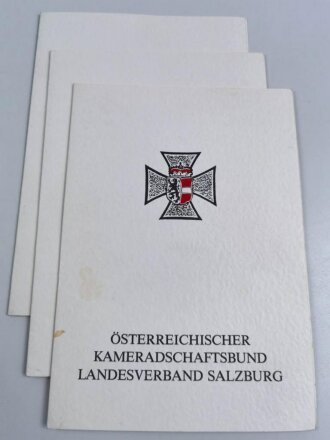 ÖSTERREICHISCHER
KAMERADSCHAFTSBUND
LANDESVERBAND SALZBURG